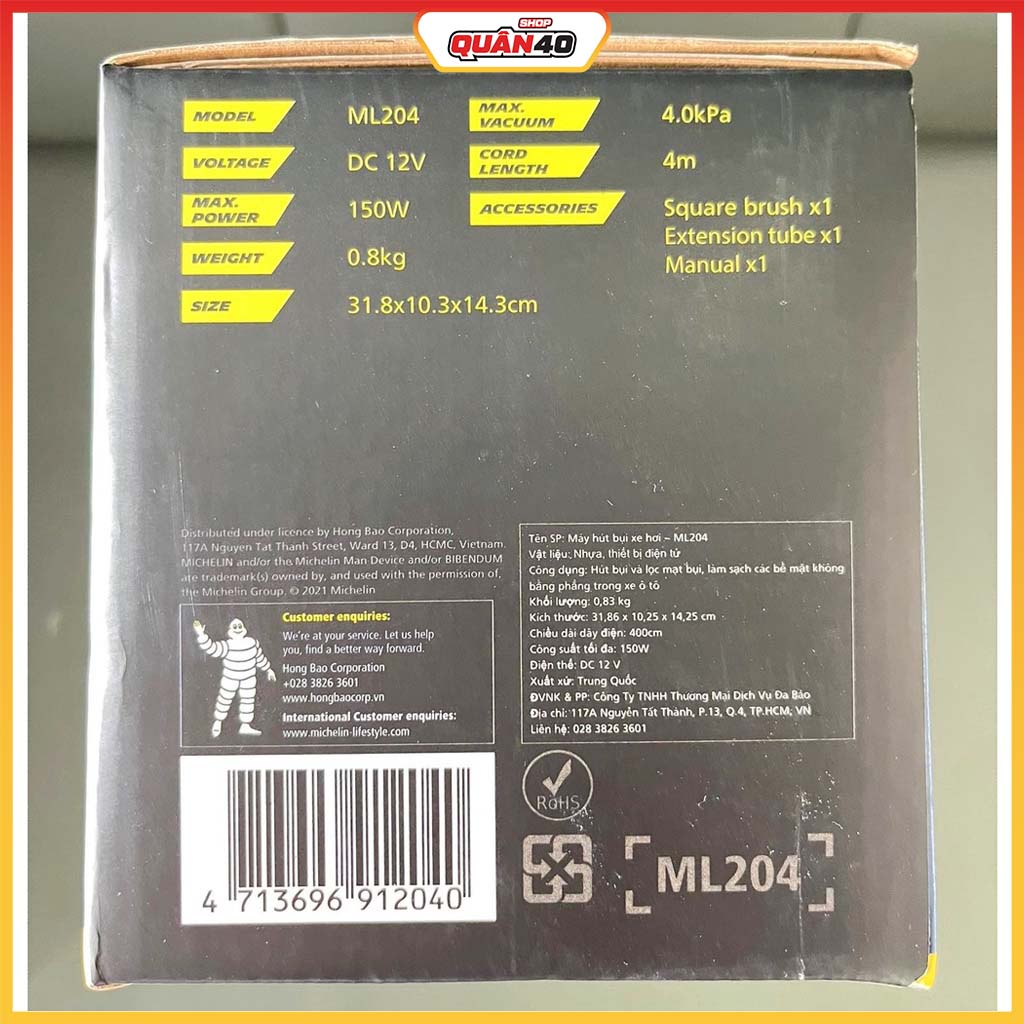 SHOP
QUÂN40
MODEL ML204
VOLTAGE DC 12V
MAX. POWER 150W
WEIGHT 0.8kg
SIZE 31.8x10.3x14.3cm
MAX. VACUUM 4.0kPa
CORD LENGTH 4m
ACCESSORIES Square brush x1
Extension tube x1
Manual x1
Distributed under licence by Hong Bao Corporation,
117A Nguyen Tat Thanh Street, Ward 13, D4, HCMC, Vietnam.
MICHELIN and/or the Michelin Man Device and/or BIBENDUM
are trademark(s) owned by, and used with the permission of,
the Michelin Group. © 2021 Michelin
Customer enquiries:
We're at your service. Let us help
you, find a better way forward.
Hong Bao Corporation
+028 3826 3601
www.hongbaocorp.vn
International Customer enquiries:
www.michelin-lifestyle.com
4 713696 912040
Tên SP: Máy hút bụi xe hơi – ML204
Vật liệu: Nhựa, thiết bị điện tử
Công dụng: Hút bụi và lọc mạt bụi, làm sạch các bề mặt không
bằng phẳng trong xe ô tô
Khối lượng: 0,83 kg
Kích thước: 31,86 x 10,25 x 14,25 cm
Chiều dài dây điện: 400cm
Công suất tối đa: 150W
Điện thế: DC 12 V
Xuất xứ: Trung Quốc
ĐVNK & PP: Công Ty TNHH Thương Mại Dịch Vụ Đa Bảo
Địa chỉ: 117A Nguyễn Tất Thành, P.13, Q.4, TP.HCM, VN
Liên hệ: 028 3826 3601
RoHS
ML204